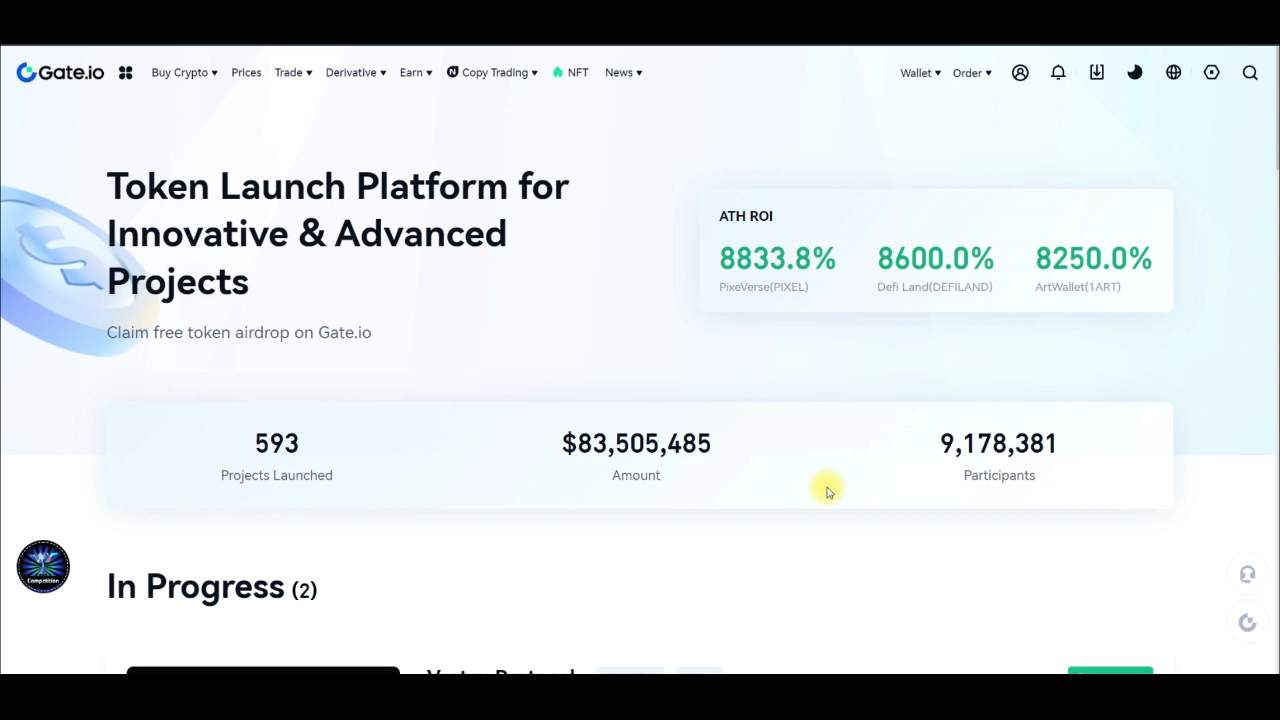 Gate.io Buy Crypto Prices Trade Derivative Earn Copy Trading NFT News Wallet Order
Token Launch Platform for
Innovative & Advanced
Projects
Claim free token airdrop on Gate.io
ATH ROI
8833.8% 8600.0% 8250.0%
PixeVerse(PIXEL) Defi Land(DEFILAND) ArtWallet(1ART)
593 $83,505,485 9,178,381
Projects Launched Amount Participants
Competition
In Progress (2)